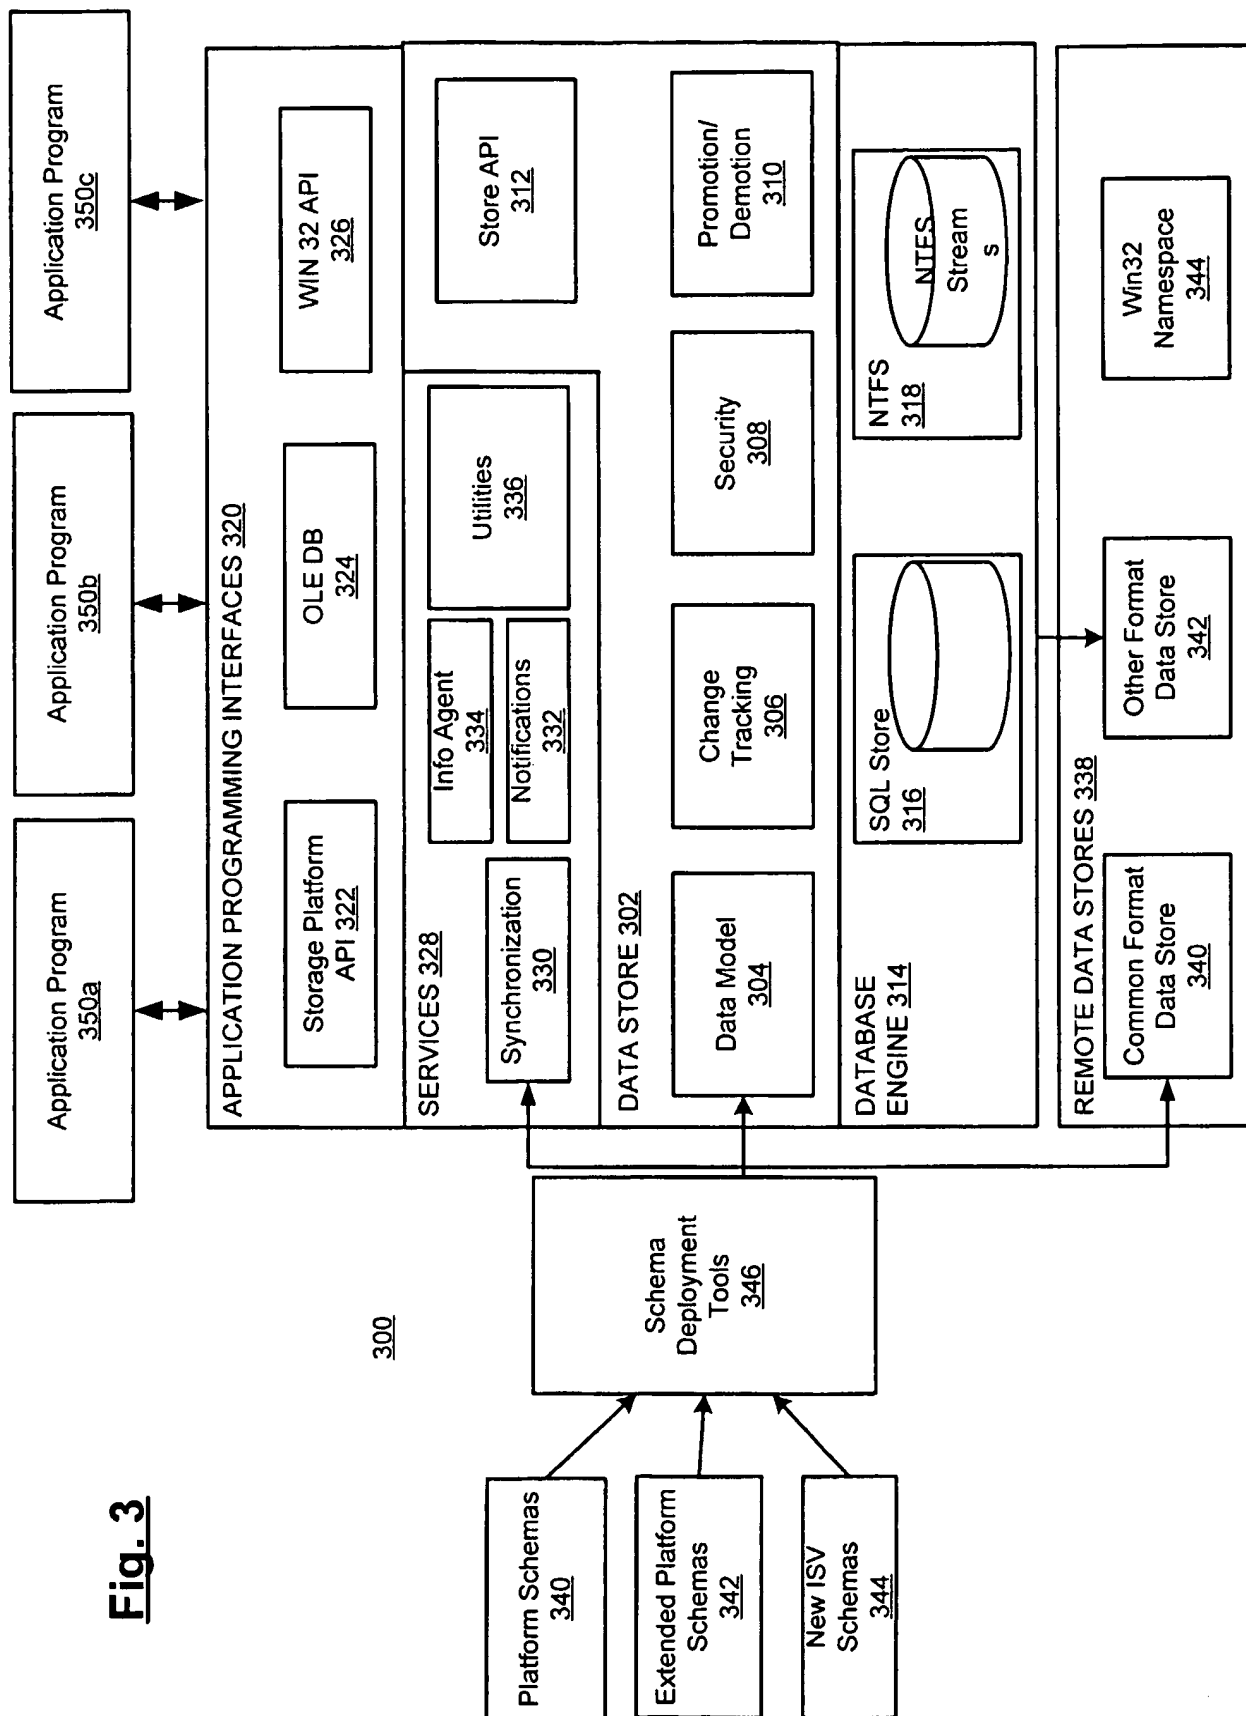 Application Program
350a
Application Program
350b
Application Program
350c
APPLICATION PROGRAMMING INTERFACES 320
Storage Platform
API 322
OLE DB
324
WIN 32 API
326
SERVICES 328
Synchronization
330
Info Agent
334
Notifications
332
Utilities
336
Store API
312
DATA STORE 302
Data Model
304
Change
Tracking
306
Security
308
Promotion/
Demotion
310
DATABASE
ENGINE 314
SQL Store
316
NTFS
318
NTFS
Stream
s
REMOTE DATA STORES 338
Common Format
Data Store
340
Other Format
Data Store
342
Win32
Namespace
344
300
Schema
Deployment
Tools
346
Platform Schemas
340
Extended Platform
Schemas
342
New ISV
Schemas
344
Fig. 3